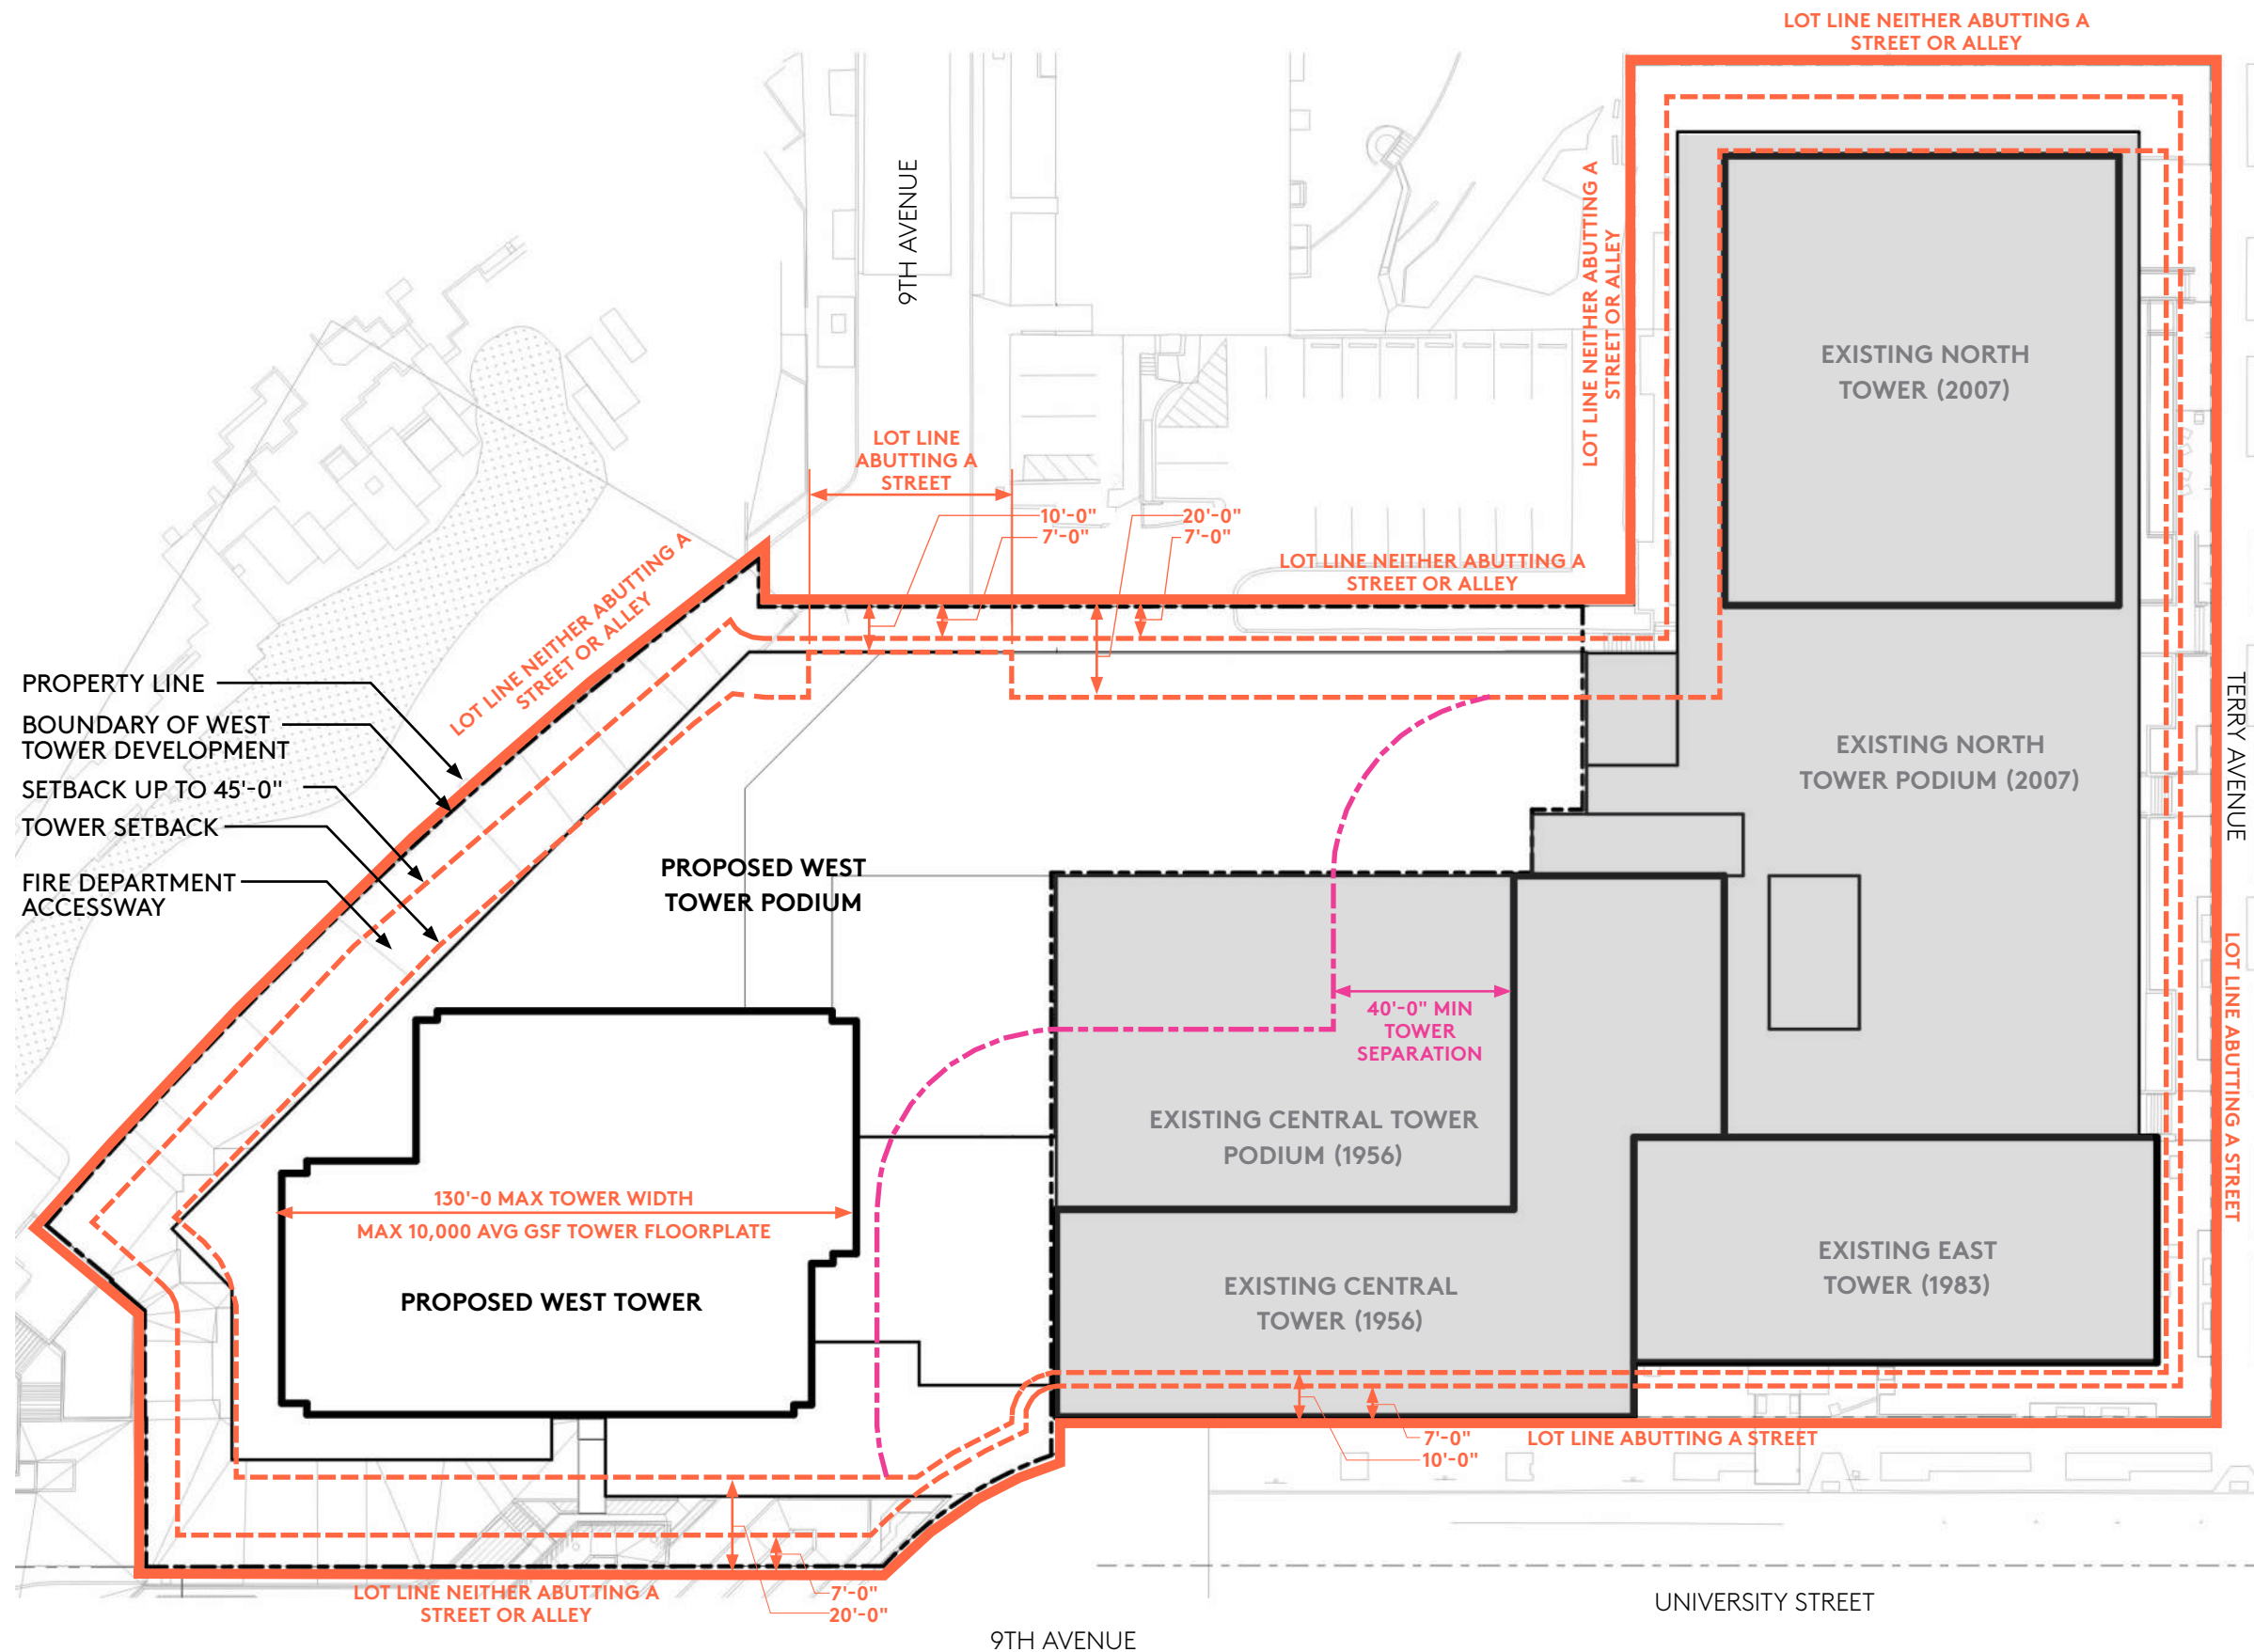 LOT LINE NEITHER ABUTTING A
STREET OR ALLEY
9TH AVENUE
LOT LINE NEITHER ABUTTING A
STREET OR ALLEY
EXISTING NORTH
TOWER (2007)
LOT LINE
ABUTTING A
STREET
10'-0"
7'-0"
20'-0"
7'-0"
LOT LINE NEITHER ABUTTING A
STREET OR ALLEY
LOT LINE NEITHER ABUTTING A
STREET OR ALLEY
PROPERTY LINE
BOUNDARY OF WEST
TOWER DEVELOPMENT
SETBACK UP TO 45'-0"
TOWER SETBACK
FIRE DEPARTMENT
ACCESSWAY
EXISTING NORTH
TOWER PODIUM (2007)
TERRY AVENUE
PROPOSED WEST
TOWER PODIUM
LOT LINE ABUTTING A STREET
40'-0" MIN
TOWER
SEPARATION
EXISTING CENTRAL TOWER
PODIUM (1956)
130'-0 MAX TOWER WIDTH
MAX 10,000 AVG GSF TOWER FLOORPLATE
PROPOSED WEST TOWER
EXISTING CENTRAL
TOWER (1956)
EXISTING EAST
TOWER (1983)
7'-0"
10'-0"
LOT LINE ABUTTING A STREET
LOT LINE NEITHER ABUTTING A
STREET OR ALLEY
7'-0"
20'-0"
UNIVERSITY STREET
9TH AVENUE